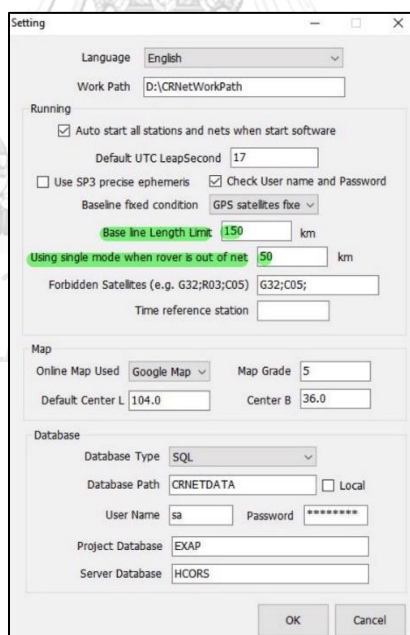 Setting
Language English
Work Path D:\CRNetWorkPath
Running
Auto start all stations and nets when start software
Default UTC LeapSecond 17
Use SP3 precise ephemeris Check User name and Password
Baseline fixed condition GPS satellites fixe
Base line Length Limit 150 km
Using single mode when rover is out of net 50 km
Forbidden Satellites (e.g. G32;R03;C05) G32;C05;
Time reference station
Map
Online Map Used Google Map Map Grade 5
Default Center L 104.0 Center B 36.0
Database
Database Type SQL
Database Path CRNETDATA Local
User Name sa Password ********
Project Database EXAP
Server Database HCORS
OK Cancel